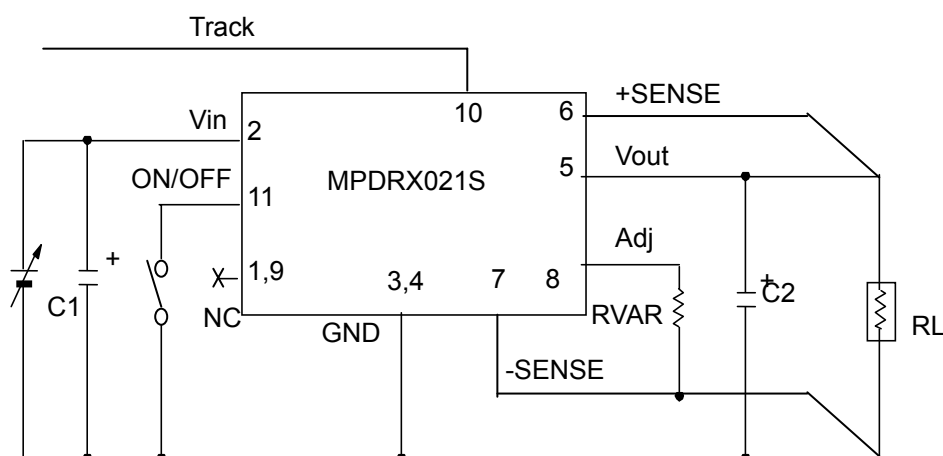 Track
10
6
+SENSE
Vin
2
Vout
5
MPDRX021S
ON/OFF
11
Adj
8
+
1,9
3,4
7
+
C2
C1
NC
GND
RVAR
RL
-SENSE